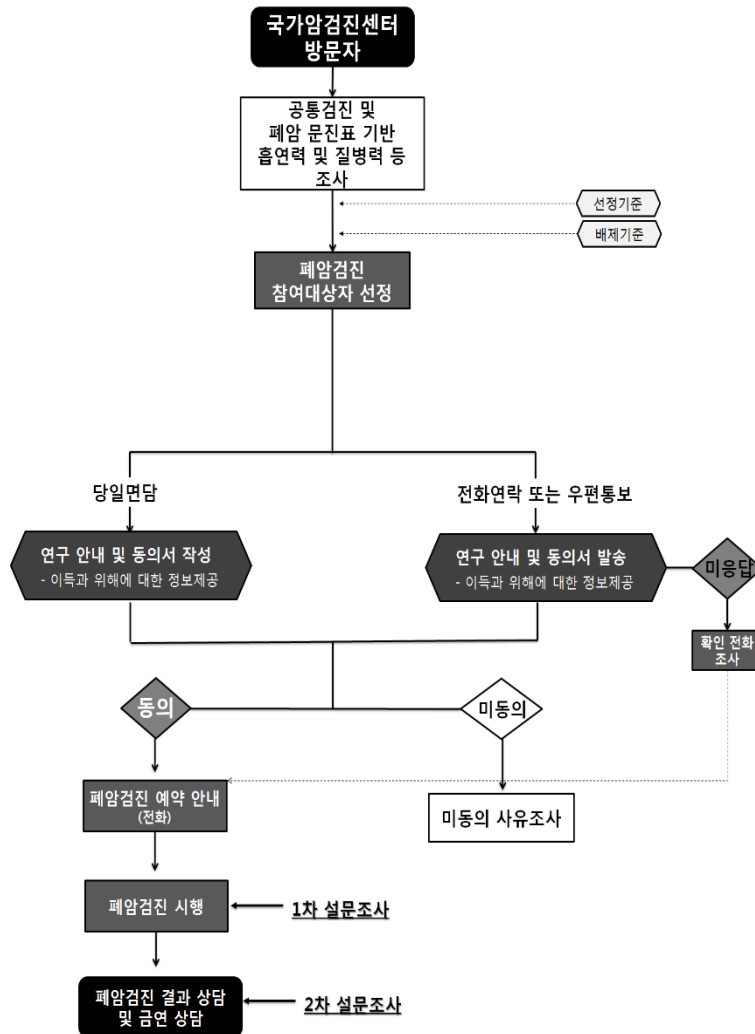 국가암검진센터
방문자
공통검진 및
폐암 문진표 기반
흡연력 및 질병력 등
조사
선정기준
배제기준
폐암검진
참여대상자 선정
당일면담
전화연락 또는 우편통보
연구 안내 및 동의서 작성
- 이득과 위해에 대한 정보제공
연구 안내 및 동의서 발송
- 이득과 위해에 대한 정보제공
미응답
확인 전화
조사
동의
미동의
폐암검진 예약 안내
(전화)
미동의 사유조사
폐암검진 시행
1차 설문조사
폐암검진 결과 상담
및 금연 상담
2차 설문조사